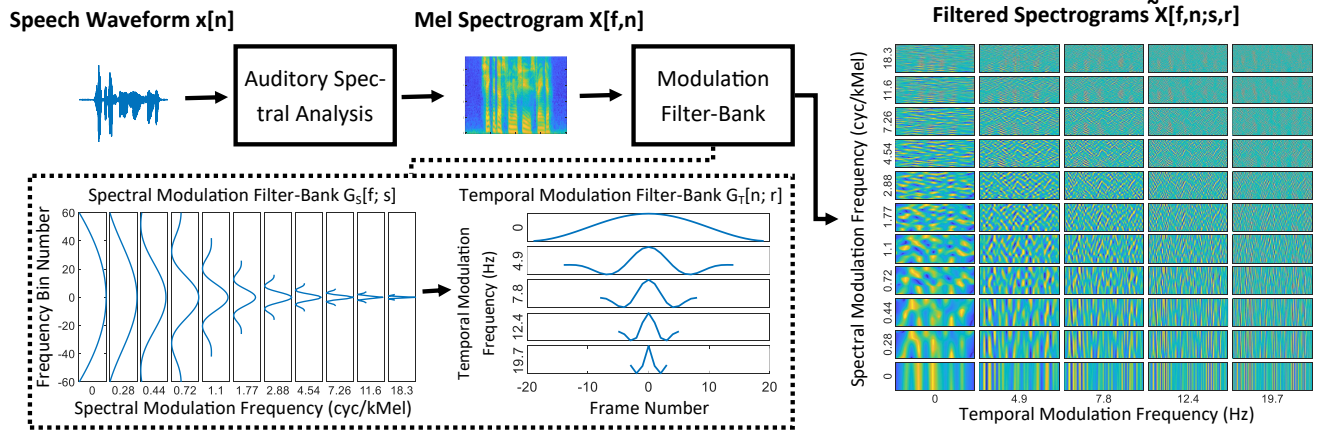 Speech Waveform x[n]
Mel Spectrogram X[f,n]
Filtered Spectrograms X̃[f,n;s,r]
Auditory Spec-
tral Analysis
Modulation
Filter-Bank
Spectral Modulation Filter-Bank G_S[f; s]
Frequency Bin Number
60
40
20
0
-20
-40
-60
0 0.28 0.44 0.72 1.1 1.77 2.88 4.54 7.26 11.6 18.3
Spectral Modulation Frequency (cyc/kMel)
Temporal Modulation Filter-Bank G_T[n; r]
Temporal Modulation
Frequency (Hz)
0
4.9
7.8
12.4
19.7
-20 -10 0 10 20
Frame Number
Spectral Modulation Frequency (cyc/kMel)
18.3
11.6
7.26
4.54
2.88
1.77
1.1
0.72
0.44
0.28
0
0 4.9 7.8 12.4 19.7
Temporal Modulation Frequency (Hz)